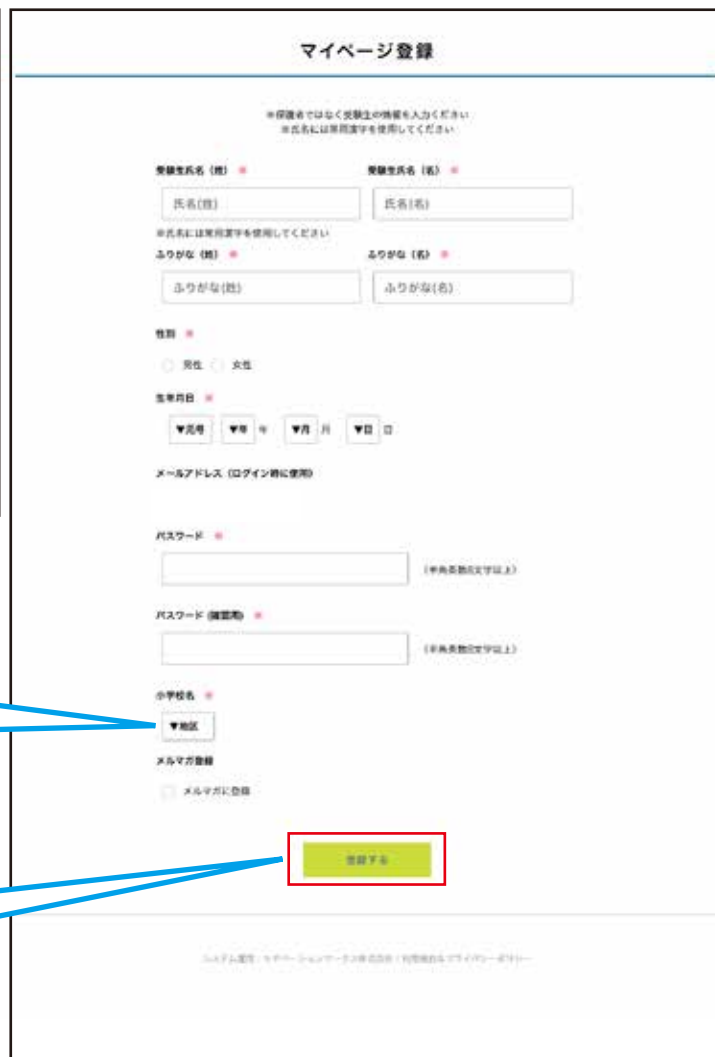 マイページ登録
※保護者ではなく受験生の情報を入力ください
※氏名には常用漢字を使用してください
受験生氏名（姓） ※ 受験生氏名（名） ※
氏名(姓) 氏名(名)
※氏名には常用漢字を使用してください
ふりがな（姓） ※ ふりがな（名） ※
ふりがな(姓) ふりがな(名)
性別 ※
男性 女性
生年月日 ※
▼元号 ▼年 年 ▼月 月 ▼日 日
メールアドレス（ログイン時に使用）
パスワード ※
（半角英数8文字以上）
パスワード（確認用） ※
（半角英数8文字以上）
小学校名 ※
▼地区
メルマガ登録
メルマガに登録
登録する